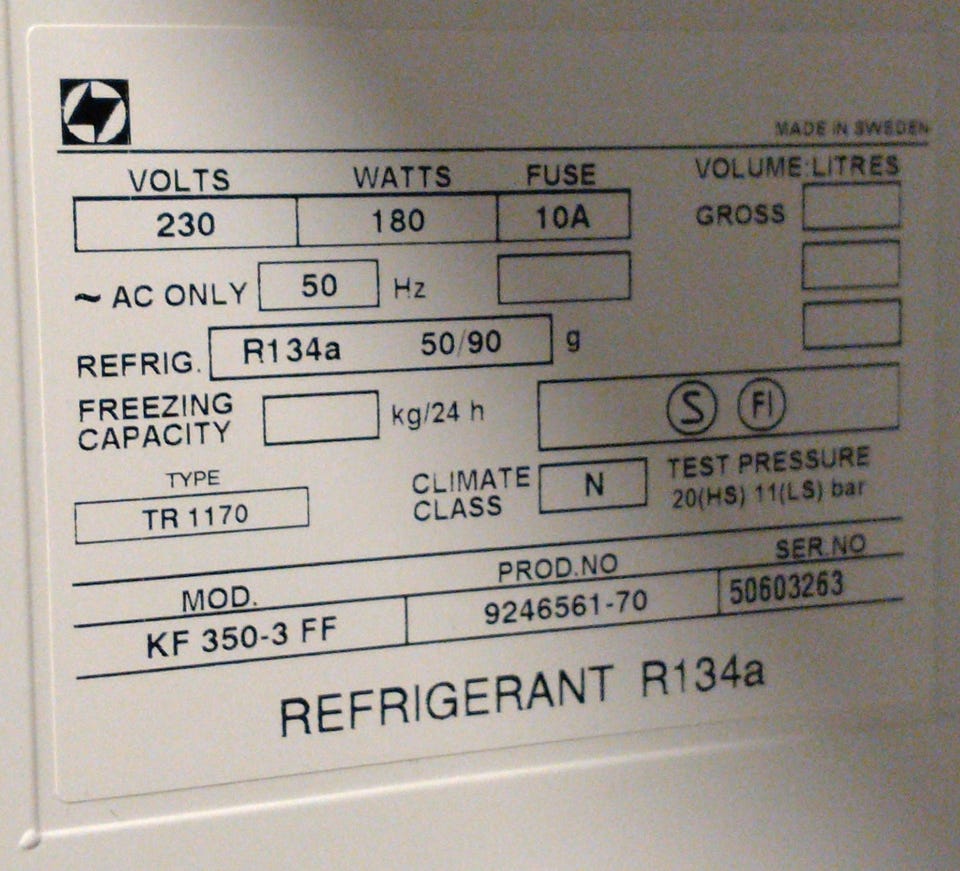 MADE IN SWEDEN
VOLTS WATTS FUSE VOLUME:LITRES
230 180 10A GROSS
~ AC ONLY 50 Hz
REFRIG. R134a 50/90 g
FREEZING CAPACITY kg/24 h S FI
TYPE CLIMATE CLASS N TEST PRESSURE
TR 1170 20(HS) 11(LS) bar
MOD. PROD.NO SER.NO
KF 350-3 FF 9246561-70 50603263
REFRIGERANT R134a